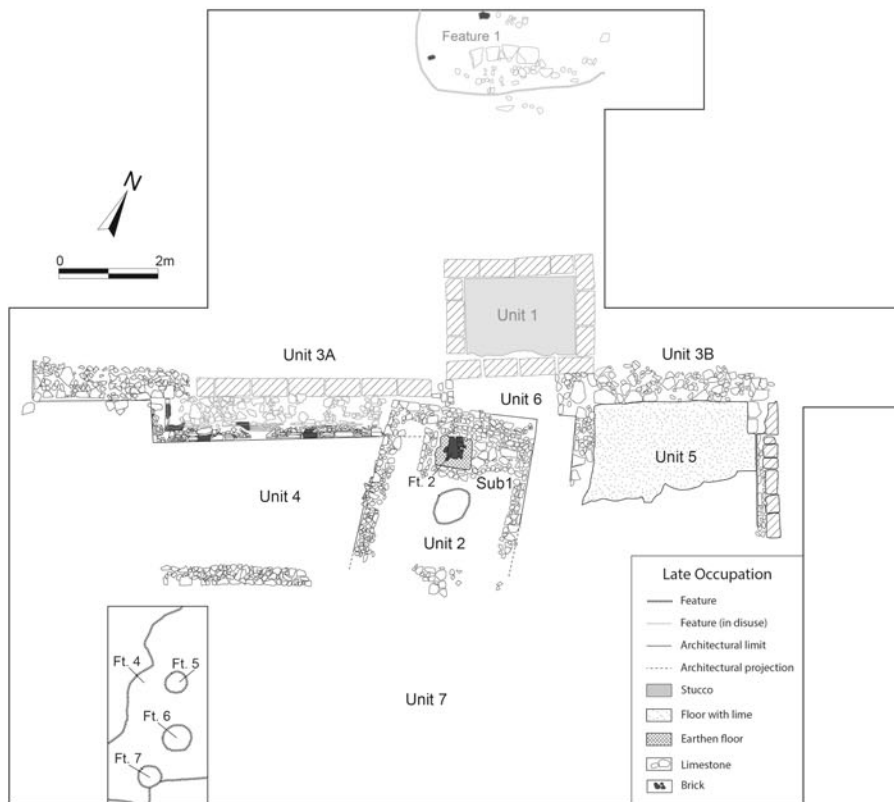 Feature 1
N
0 2m
Unit 1
Unit 3A
Unit 3B
Unit 6
Unit 5
Ft. 2
Sub1
Unit 4
Unit 2
Late Occupation
Feature
Feature (in disuse)
Architectural limit
Architectural projection
Stucco
Floor with lime
Earthen floor
Limestone
Brick
Ft. 4
Ft. 5
Ft. 6
Ft. 7
Unit 7